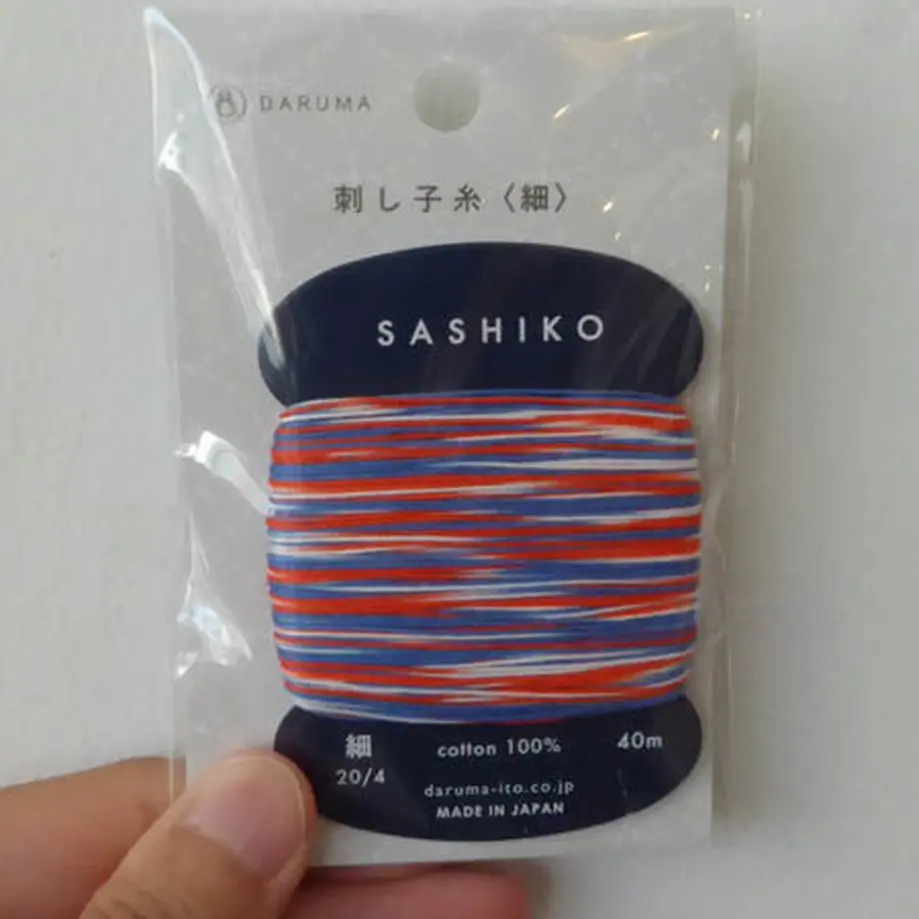 DARUMA
刺し子糸〈細〉
SASHIKO
細 cotton 100% 40m
20/4
daruma-ito.co.jp
MADE IN JAPAN